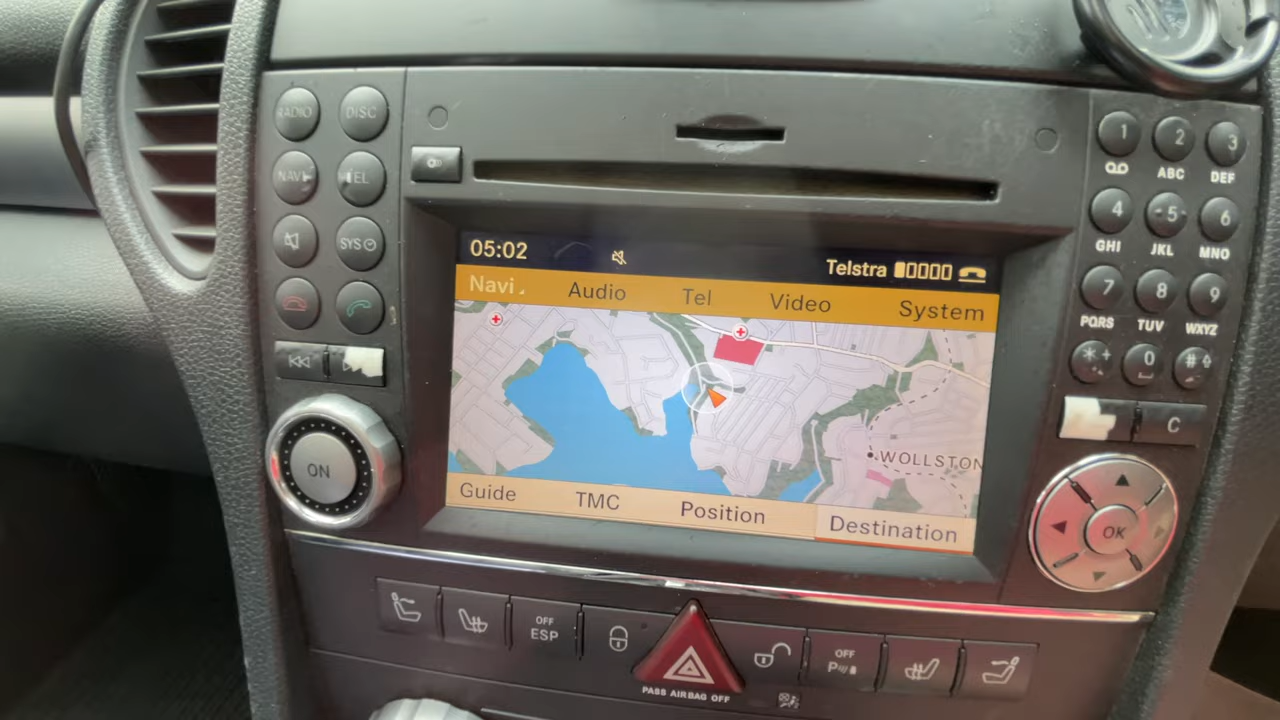 RADIO DISC
NAVI TEL
SYS
ON
05:02 Telstra
Navi Audio Tel Video System
WOLLSTON
Guide TMC Position Destination
1 2 3
ABC DEF
4 5 6
GHI JKL MNO
7 8 9
PQRS TUV WXYZ
* + 0 #
C
OK
OFF
ESP
OFF
P
PASS AIRBAG OFF